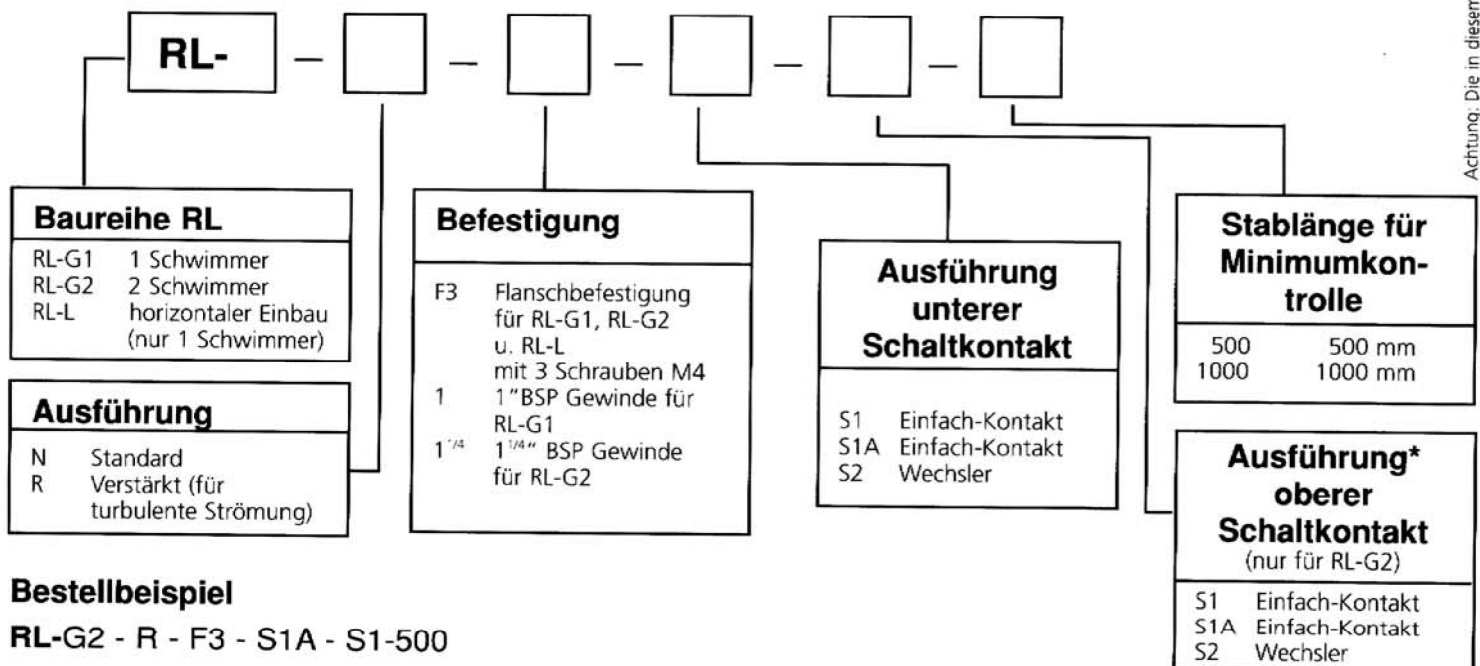 RL-
Baureihe RL
RL-G1 1 Schwimmer
RL-G2 2 Schwimmer
RL-L horizontaler Einbau
(nur 1 Schwimmer)
Ausführung
N Standard
R Verstärkt (für
turbulente Strömung)
Befestigung
F3 Flanschbefestigung
für RL-G1, RL-G2
u. RL-L
mit 3 Schrauben M4
1 1"BSP Gewinde für
RL-G1
1 1/4 1 1/4" BSP Gewinde
für RL-G2
Ausführung
unterer
Schaltkontakt
S1 Einfach-Kontakt
S1A Einfach-Kontakt
S2 Wechsler
Stablänge für
Minimumkon-
trolle
500 500 mm
1000 1000 mm
Ausführung*
oberer
Schaltkontakt
(nur für RL-G2)
S1 Einfach-Kontakt
S1A Einfach-Kontakt
S2 Wechsler
Bestellbeispiel
RL-G2 - R - F3 - S1A - S1-500
Achtung: Die in diesem